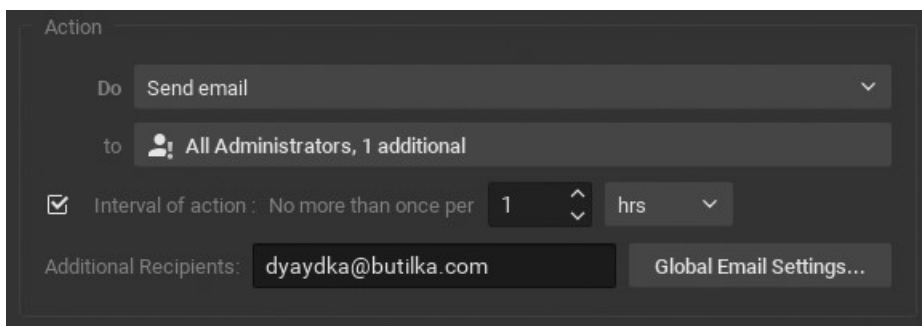 Action
Do Send email
to All Administrators, 1 additional
Interval of action : No more than once per 1 hrs
Additional Recipients: dyaydka@butilka.com Global Email Settings...